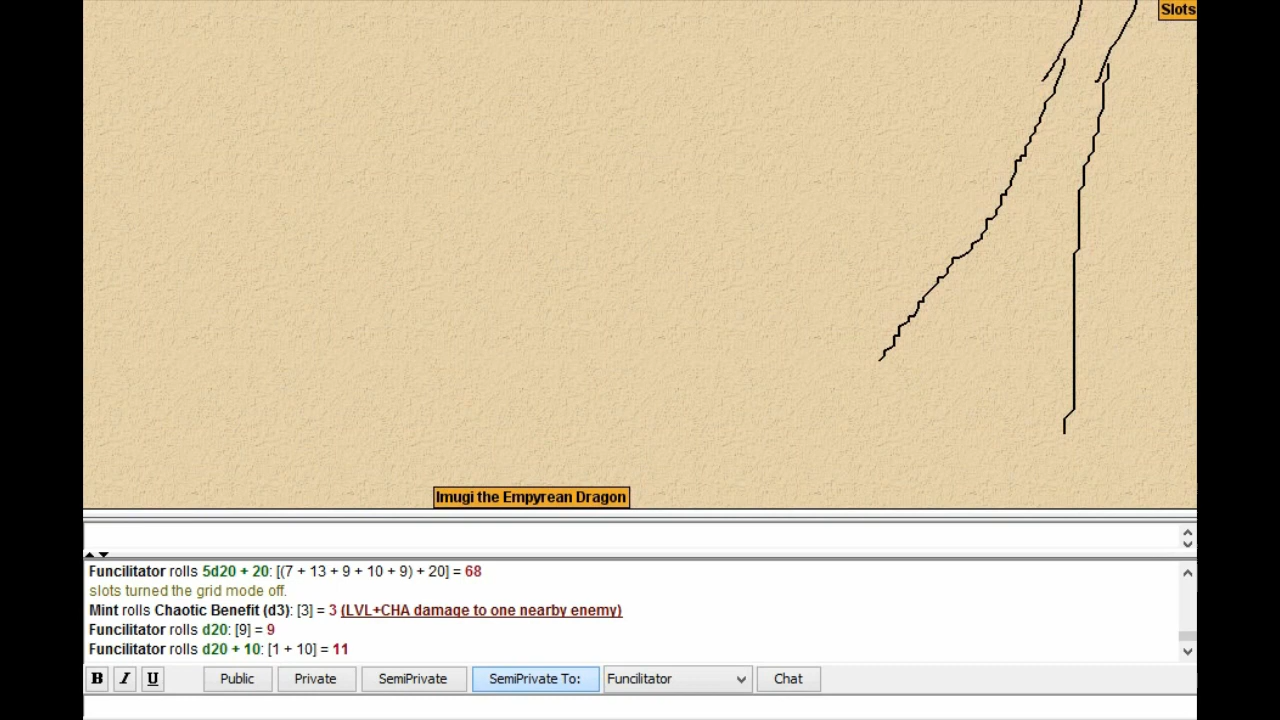 Slots
Imugi the Empyrean Dragon
Funcilitator rolls 5d20 + 20: [(7 + 13 + 9 + 10 + 9) + 20] = 68
slots turned the grid mode off.
Mint rolls Chaotic Benefit (d3): [3] = 3 (LVL+CHA damage to one nearby enemy)
Funcilitator rolls d20: [9] = 9
Funcilitator rolls d20 + 10: [1 + 10] = 11
B I U Public Private SemiPrivate SemiPrivate To: Funcilitator Chat